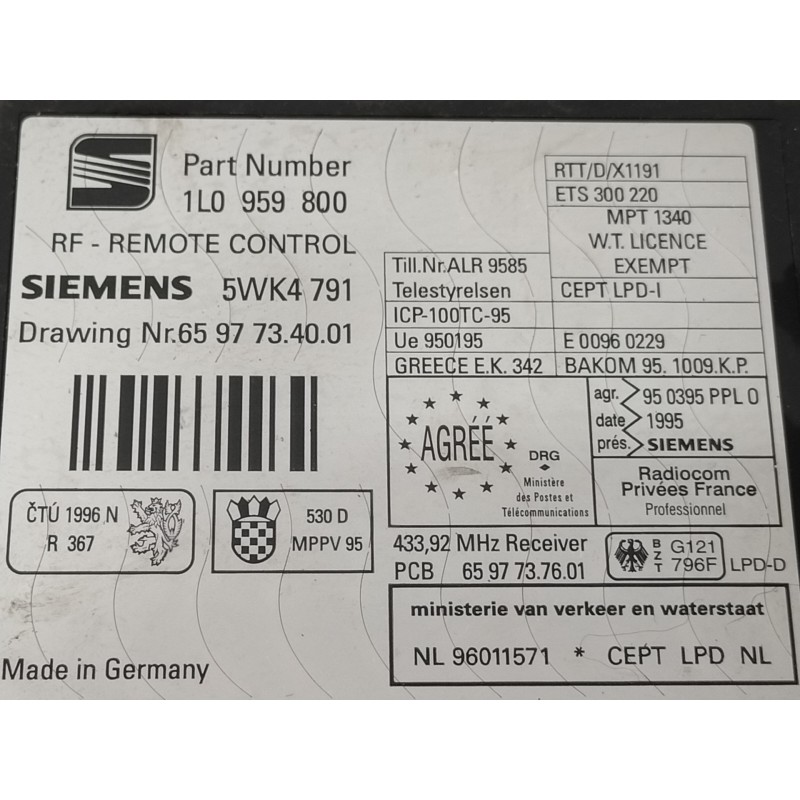 Part Number
1L0 959 800
RF - REMOTE CONTROL
SIEMENS 5WK4 791
Drawing Nr.65 97 73.40.01
RTT/D/X1191
ETS 300 220
MPT 1340
W.T. LICENCE
EXEMPT
Till.Nr.ALR 9585
Telestyrelsen
CEPT LPD-I
ICP-100TC-95
Ue 950195
E 0096 0229
GREECE E.K. 342
BAKOM 95. 1009.K.P.
AGRÉÉ
DRG
Ministère
des Postes et
Télécommunications
agr. 95 0395 PPL 0
date 1995
prés. SIEMENS
Radiocom
Privées France
Professionnel
ČTÚ 1996 N
R 367
530 D
MPPV 95
433,92 MHz Receiver
PCB 65 97 73.76.01
BZT
G121
796F
LPD-D
ministerie van verkeer en waterstaat
NL 96011571 * CEPT LPD NL
Made in Germany